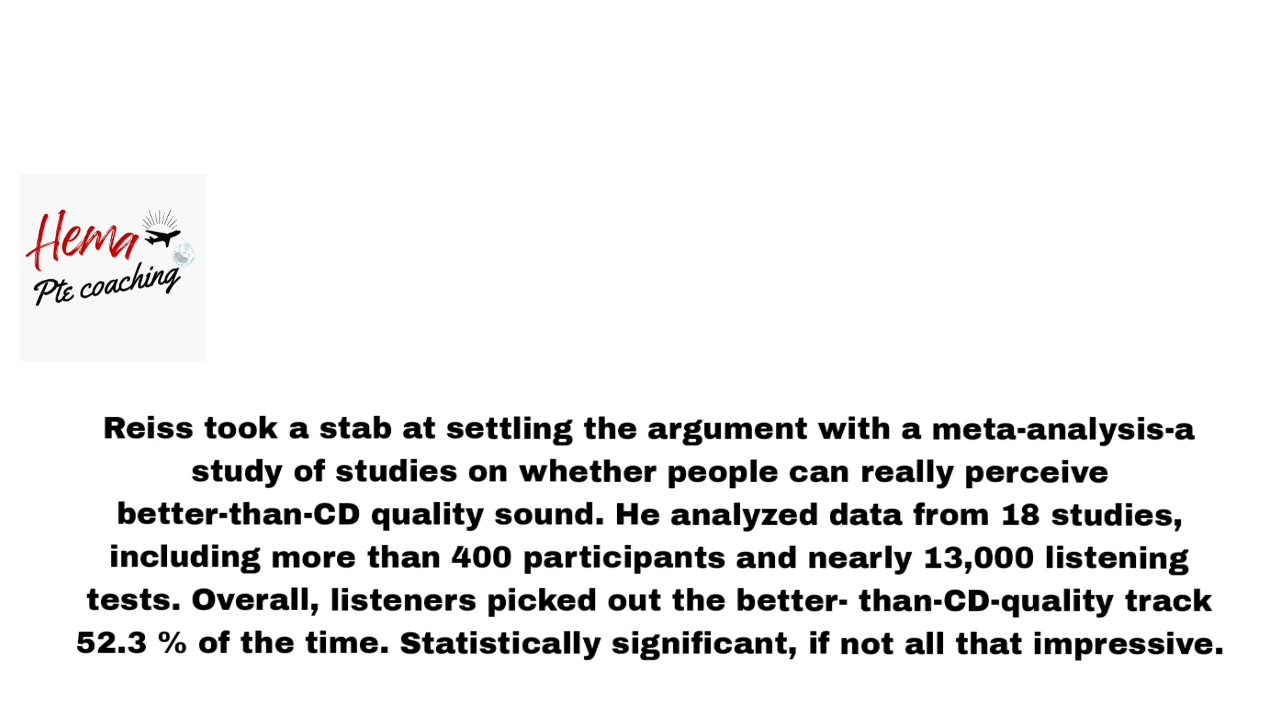 Hema
Pte coaching
Reiss took a stab at settling the argument with a meta-analysis-a
study of studies on whether people can really perceive
better-than-CD quality sound. He analyzed data from 18 studies,
including more than 400 participants and nearly 13,000 listening
tests. Overall, listeners picked out the better- than-CD-quality track
52.3 % of the time. Statistically significant, if not all that impressive.